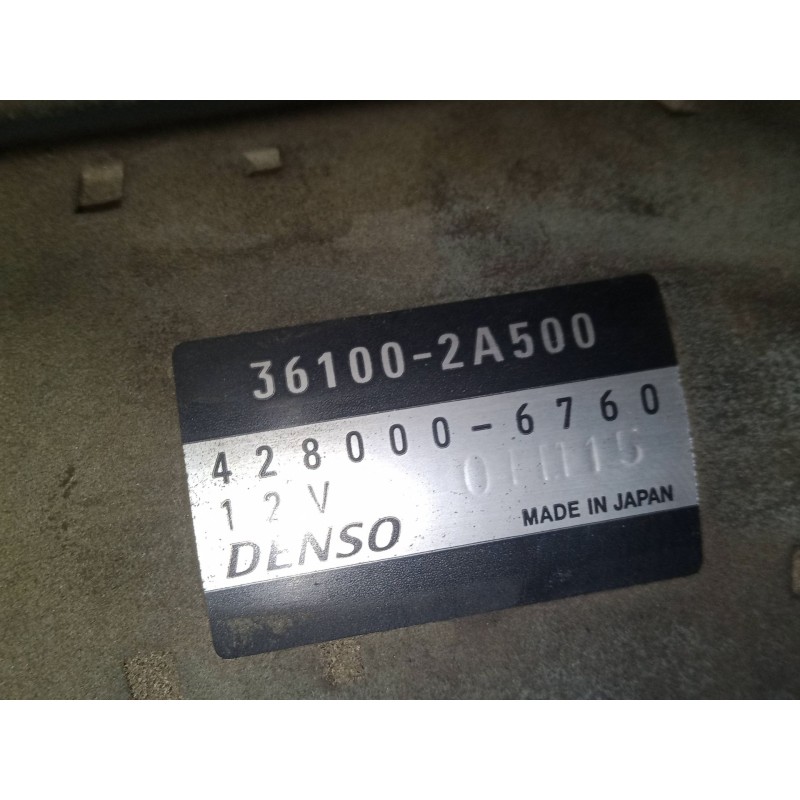 36100-2A500
428000-6760
12V
DENSO MADE IN JAPAN